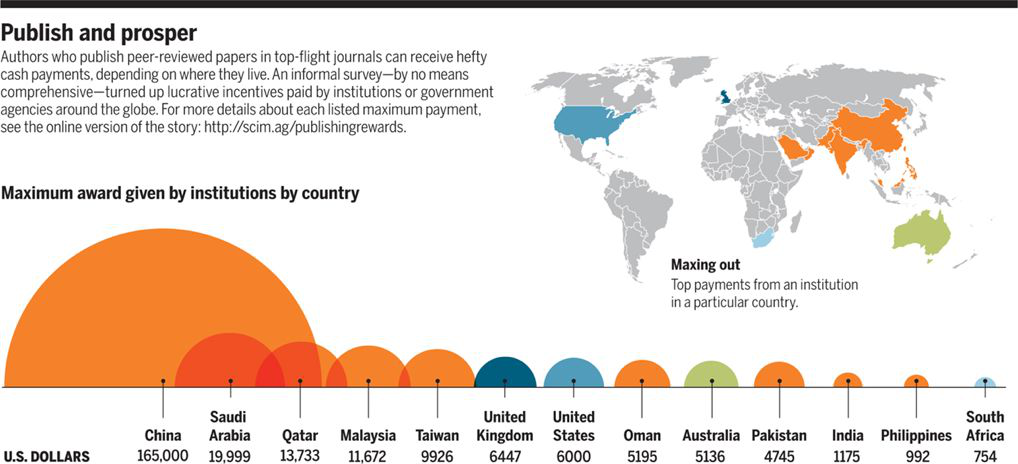 Publish and prosper
Authors who publish peer-reviewed papers in top-flight journals can receive hefty
cash payments, depending on where they live. An informal survey—by no means
comprehensive—turned up lucrative incentives paid by institutions or government
agencies around the globe. For more details about each listed maximum payment,
see the online version of the story: http://scim.ag/publishingrewards.
Maximum award given by institutions by country
Maxing out
Top payments from an institution
in a particular country.
China
Saudi
Arabia
Qatar
Malaysia
Taiwan
United
Kingdom
United
States
Oman
Australia
Pakistan
India
Philippines
South
Africa
U.S. DOLLARS 165,000 19,999 13,733 11,672 9926 6447 6000 5195 5136 4745 1175 992 754